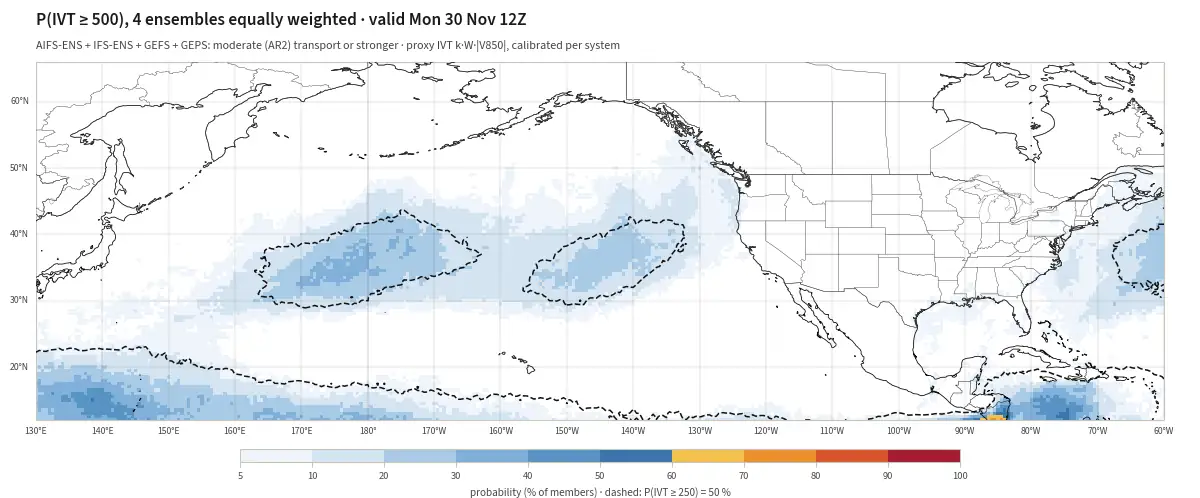 P(IVT ≥ 500), 4 ensembles equally weighted · valid Mon 30 Nov 12Z
AIFS-ENS + IFS-ENS + GEFS + GEPS: moderate (AR2) transport or stronger · proxy IVT k·W·|V850|, calibrated per system
60°N
50°N
40°N
30°N
20°N
130°E 140°E 150°E 160°E 170°E 180° 170°W 160°W 150°W 140°W 130°W 120°W 110°W 100°W 90°W 80°W 70°W 60°W
5 10 20 30 40 50 60 70 80 90 100
probability (% of members) · dashed: P(IVT ≥ 250) = 50 %